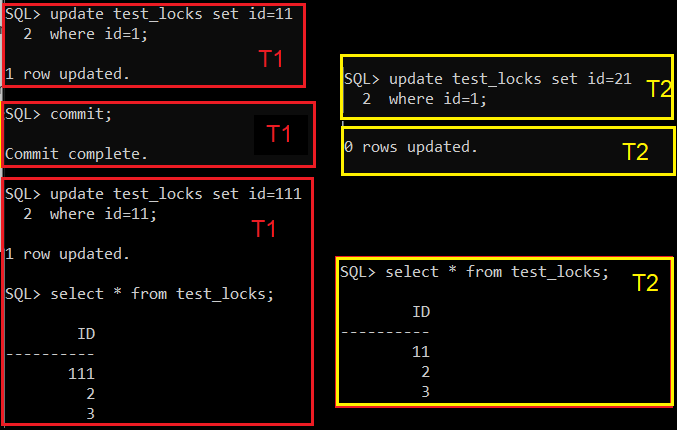 SQL> update test_locks set id=11
2 where id=1;
T1
1 row updated.
SQL> commit;
T1
Commit complete.
SQL> update test_locks set id=111
2 where id=11;
T1
1 row updated.
SQL> select * from test_locks;
ID
----------
111
2
3
SQL> update test_locks set id=21
T2
2 where id=1;
0 rows updated.
T2
SQL> select * from test_locks;
T2
ID
----------
11
2
3